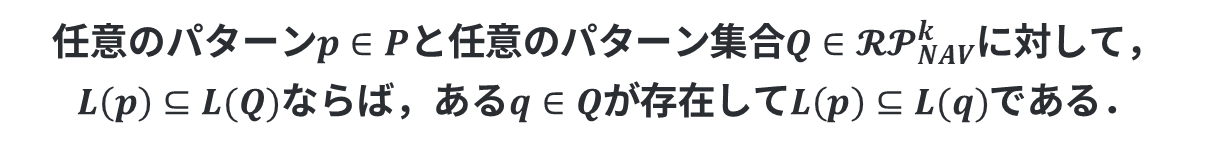 任意のパターン𝒑 ∈ 𝑷と任意のパターン集合𝑸 ∈ 𝓡𝓟ᵏ_NAVに対して，
𝑳(𝒑) ⊆ 𝑳(𝑸)ならば，ある𝒒 ∈ 𝑸が存在して𝑳(𝒑) ⊆ 𝑳(𝒒)である．